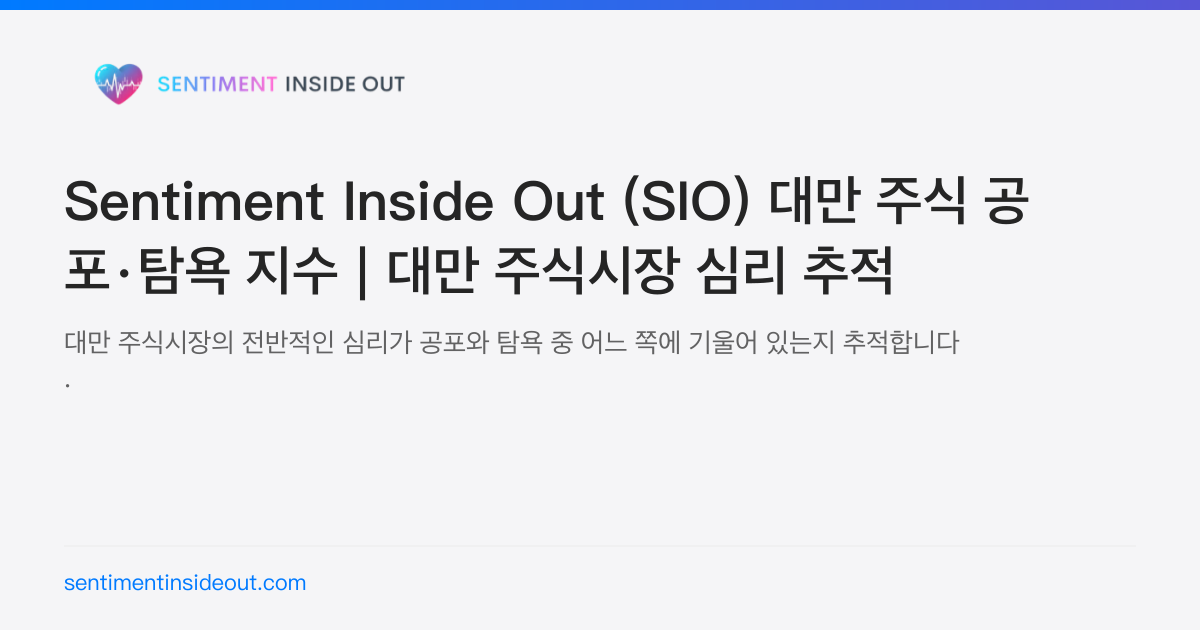 SENTIMENT INSIDE OUT
Sentiment Inside Out (SIO) 대만 주식 공
포·탐욕 지수 | 대만 주식시장 심리 추적
대만 주식시장의 전반적인 심리가 공포와 탐욕 중 어느 쪽에 기울어 있는지 추적합니다
.
sentimentinsideout.com